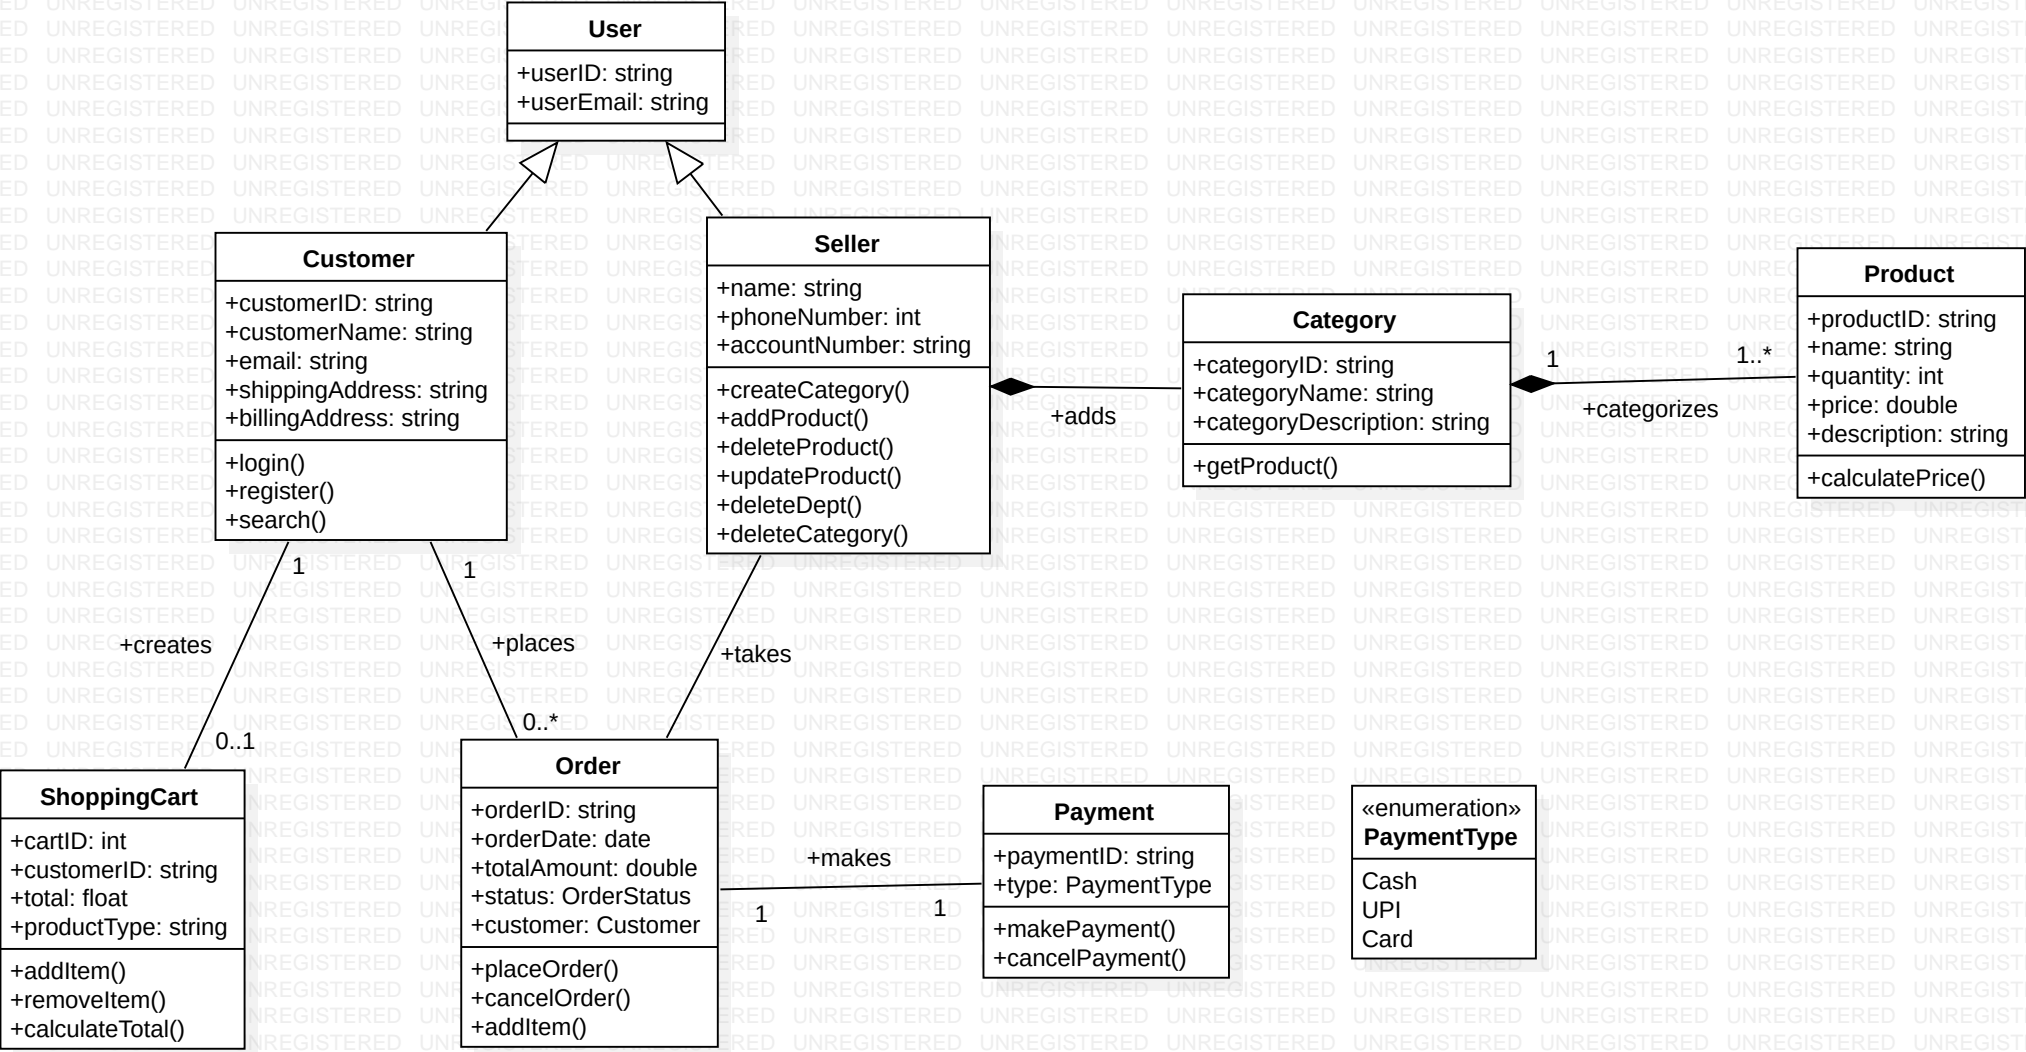 User
+userID: string
+userEmail: string
Customer
+customerID: string
+customerName: string
+email: string
+shippingAddress: string
+billingAddress: string
+login()
+register()
+search()
Seller
+name: string
+phoneNumber: int
+accountNumber: string
+createCategory()
+addProduct()
+deleteProduct()
+updateProduct()
+deleteDept()
+deleteCategory()
+adds
Category
+categoryID: string
+categoryName: string
+categoryDescription: string
+getProduct()
1
1..*
+categorizes
Product
+productID: string
+name: string
+quantity: int
+price: double
+description: string
+calculatePrice()
1
+creates
0..1
1
+places
0..*
+takes
ShoppingCart
+cartID: int
+customerID: string
+total: float
+productType: string
+addItem()
+removeItem()
+calculateTotal()
Order
+orderID: string
+orderDate: date
+totalAmount: double
+status: OrderStatus
+customer: Customer
+placeOrder()
+cancelOrder()
+addItem()
+makes
1
1
Payment
+paymentID: string
+type: PaymentType
+makePayment()
+cancelPayment()
«enumeration»
PaymentType
Cash
UPI
Card
UNREGISTERED